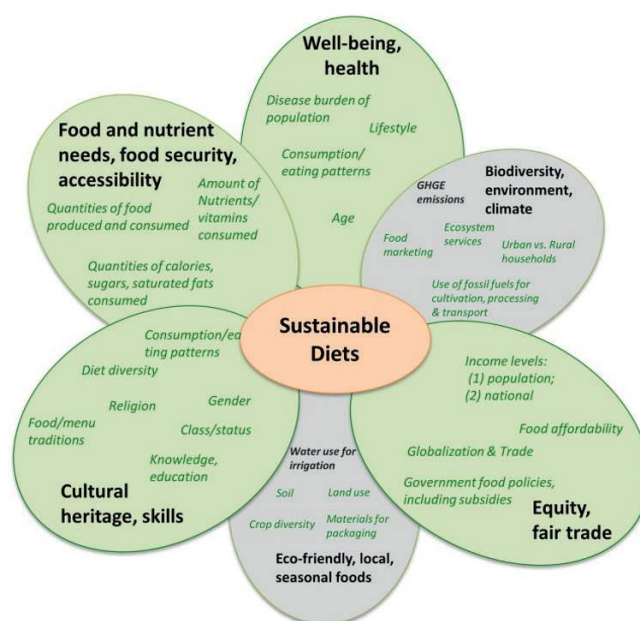 Well-being,
health
Disease burden of
population
Lifestyle
Consumption/
eating patterns
Age
Food and nutrient
needs, food security,
accessibility
Amount of
Nutrients/
vitamins
consumed
Quantities of food
produced and consumed
Quantities of calories,
sugars, saturated fats
consumed
Biodiversity,
environment,
climate
GHGE
emissions
Ecosystem
services
Food
marketing
Urban vs. Rural
households
Use of fossil fuels for
cultivation, processing
& transport
Sustainable
Diets
Consumption/ea
ting patterns
Diet diversity
Religion
Gender
Food/menu
traditions
Class/status
Knowledge,
education
Cultural
heritage, skills
Income levels:
(1) population;
(2) national
Food affordability
Globalization & Trade
Government food policies,
including subsidies
Equity,
fair trade
Water use for
irrigation
Soil
Land use
Crop diversity
Materials for
packaging
Eco-friendly, local,
seasonal foods